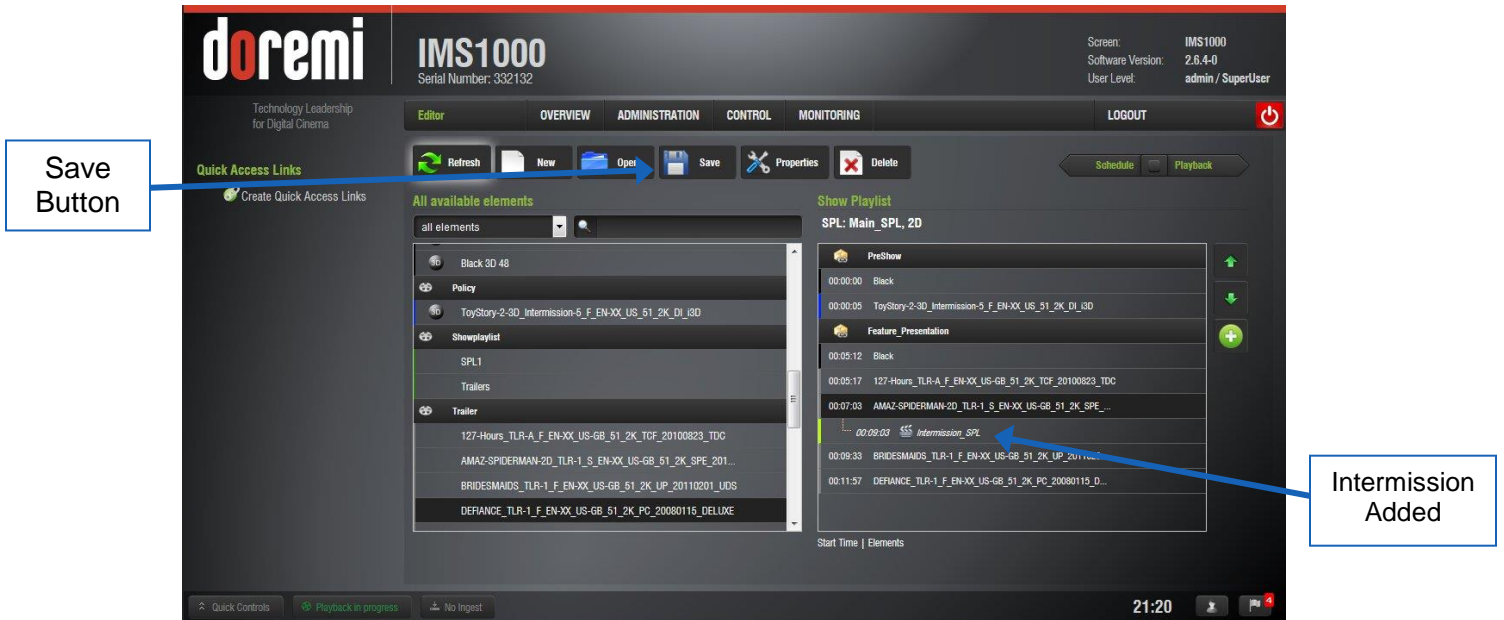 doremi
Technology Leadership
for Digital Cinema
IMS1000
Serial Number: 332132
Screen: IMS1000
Software Version: 2.6.4-0
User Level: admin / SuperUser
Editor OVERVIEW ADMINISTRATION CONTROL MONITORING LOGOUT
Save
Button
Quick Access Links
Create Quick Access Links
Refresh New Open Save Properties Delete
Schedule Playback
All available elements
all elements
3D Black 3D 48
Policy
3D ToyStory-2-3D_Intermission-5_F_EN-XX_US_51_2K_DI_i3D
Showplaylist
SPL1
Trailers
Trailer
127-Hours_TLR-A_F_EN-XX_US-GB_51_2K_TCF_20100823_TDC
AMAZ-SPIDERMAN-2D_TLR-1_S_EN-XX_US-GB_51_2K_SPE_201...
BRIDESMAIDS_TLR-1_F_EN-XX_US-GB_51_2K_UP_20110201_UDS
DEFIANCE_TLR-1_F_EN-XX_US-GB_51_2K_PC_20080115_DELUXE
Show Playlist
SPL: Main_SPL, 2D
PreShow
00:00:00 Black
00:00:05 ToyStory-2-3D_Intermission-5_F_EN-XX_US_51_2K_DI_i3D
Feature_Presentation
00:05:12 Black
00:05:17 127-Hours_TLR-A_F_EN-XX_US-GB_51_2K_TCF_20100823_TDC
00:07:03 AMAZ-SPIDERMAN-2D_TLR-1_S_EN-XX_US-GB_51_2K_SPE_...
00:09:03 Intermission_SPL
00:09:33
00:11:57 DEFIANCE_TLR-1_F_EN-XX_US-GB_51_2K_PC_20080115_D...
Start Time | Elements
Intermission
Added
Quick Controls Playback in progress No Ingest 21:20 4